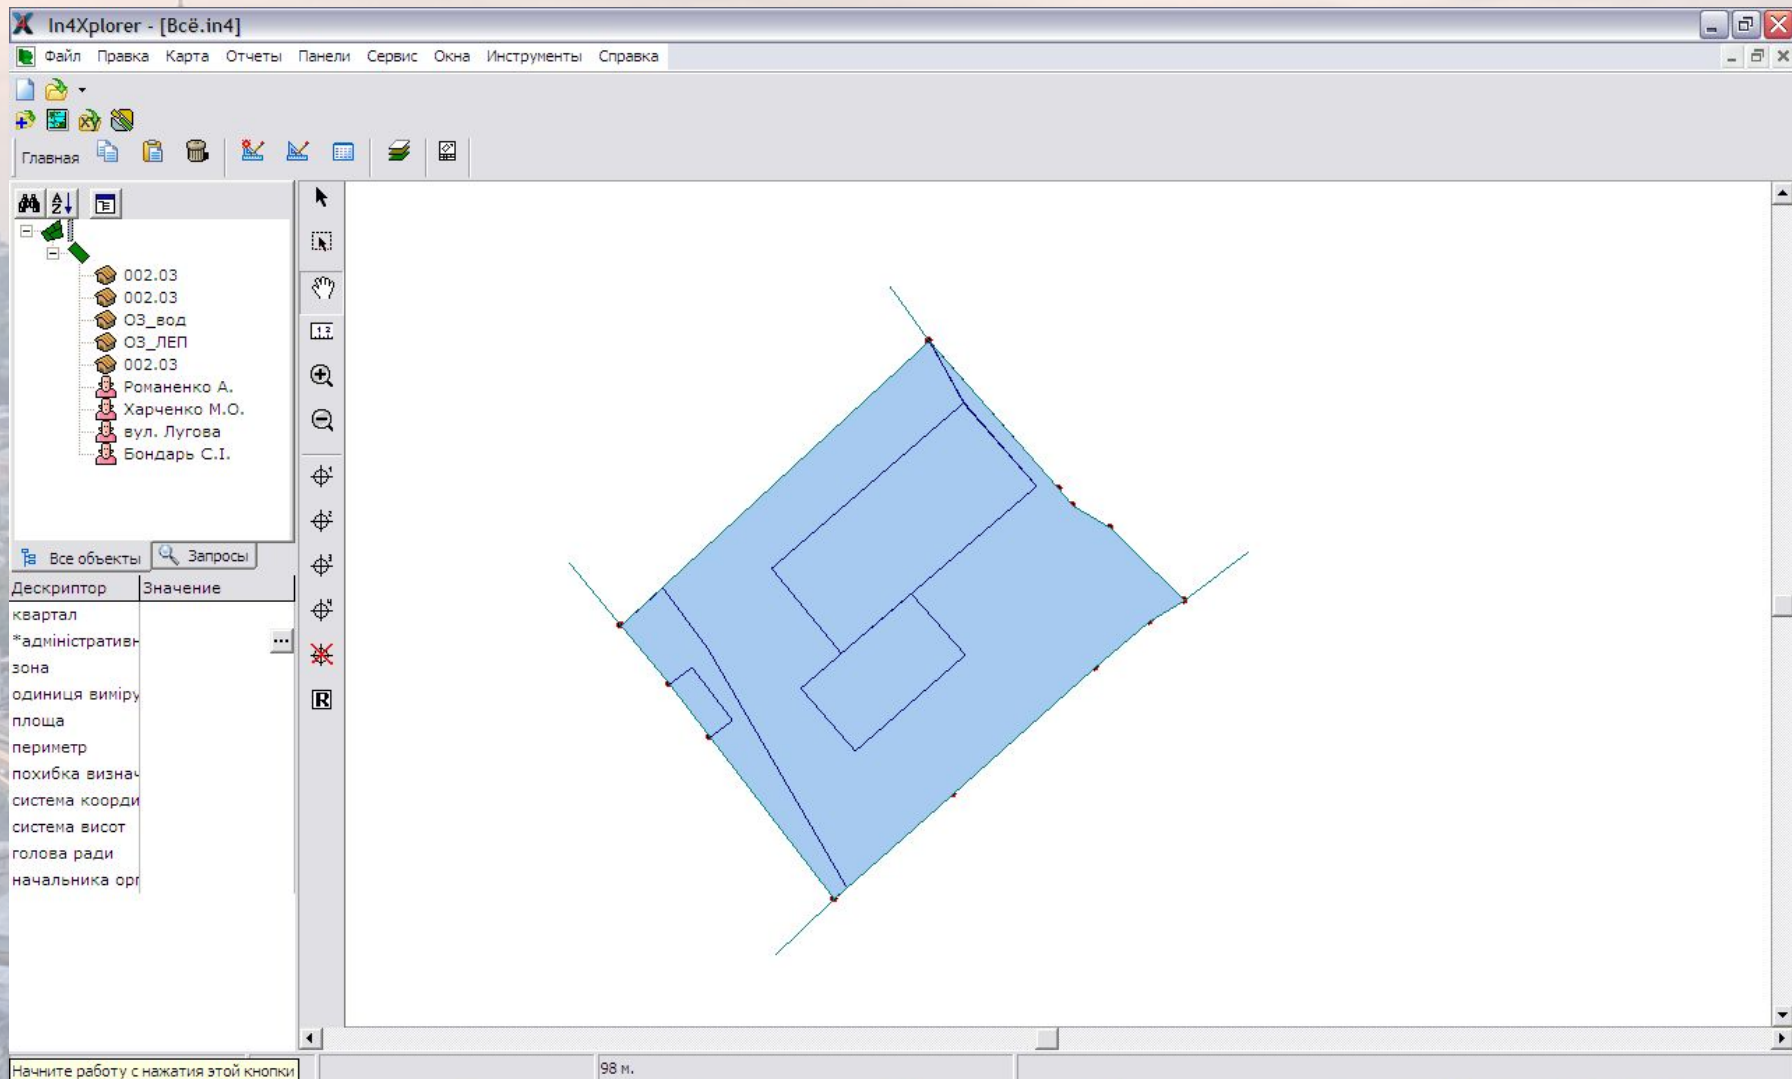 In4Xplorer - [Всё.in4]
Файл Правка Карта Отчеты Панели Сервис Окна Инструменты Справка
Главная
002.03
002.03
ОЗ_вод
ОЗ_ЛЕП
002.03
Романенко А.
Харченко М.О.
вул. Лугова
Бондарь С.І.
Все объекты Запросы
Дескриптор Значение
квартал
*адміністративн
зона
одиниця виміру
площа
периметр
похибка визнач
система коорди
система висот
голова ради
начальника орг
Начните работу с нажатия этой кнопки
98 м.